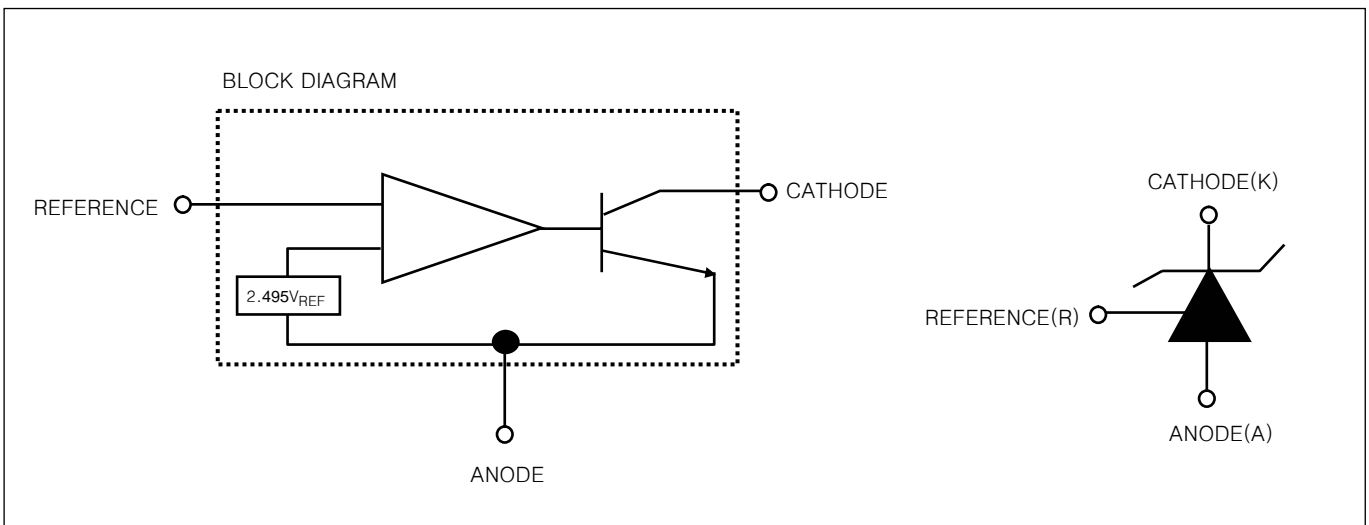 BLOCK DIAGRAM
REFERENCE
CATHODE
2.495VREF
ANODE
CATHODE(K)
REFERENCE(R)
ANODE(A)